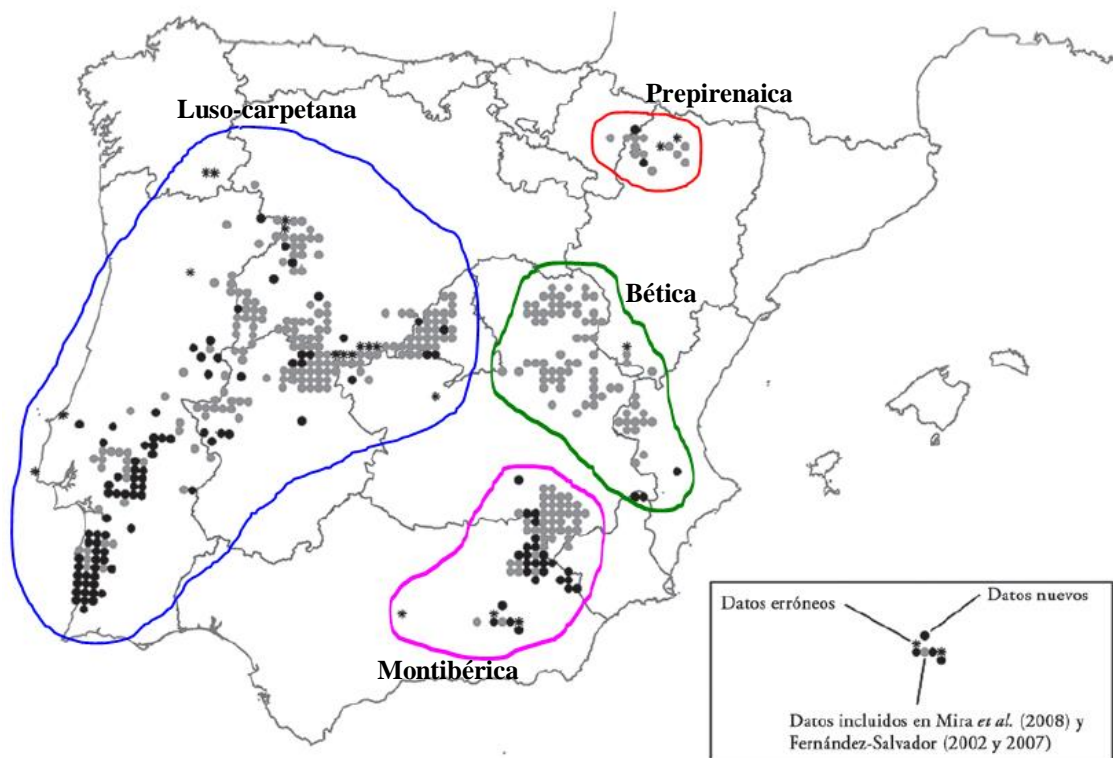 Prepirenaica
Luso-carpetana
Bética
Montibérica
Datos erróneos
Datos nuevos
Datos incluidos en Mira et al. (2008) y
Fernández-Salvador (2002 y 2007)